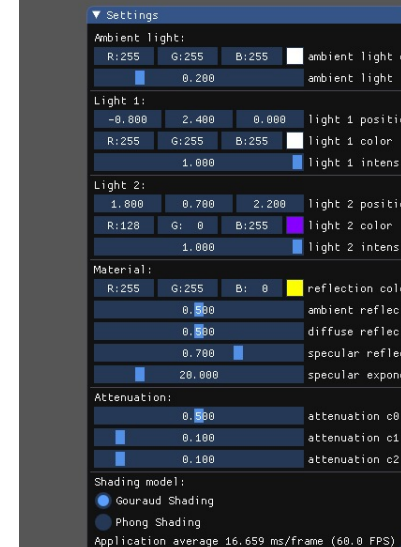 ▼ Settings
Ambient light:
R:255 G:255 B:255 ambient light
0.200 ambient light
Light 1:
-0.800 2.400 0.000 light 1 positi
R:255 G:255 B:255 light 1 color
1.000 light 1 intens
Light 2:
1.800 0.700 2.200 light 2 positi
R:128 G: 0 B:255 light 2 color
1.000 light 2 intens
Material:
R:255 G:255 B: 0 reflection col
0.500 ambient reflec
0.500 diffuse reflec
0.700 specular refle
20.000 specular expon
Attenuation:
0.500 attenuation c0
0.100 attenuation c1
0.100 attenuation c2
Shading model:
Gouraud Shading
Phong Shading
Application average 16.659 ms/frame (60.0 FPS)